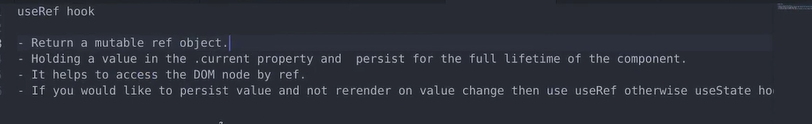 useRef hook
- Return a mutable ref object.
- Holding a value in the .current property and  persist for the full lifetime of the component.
- It helps to access the DOM node by ref.
- If you would like to persist value and not rerender on value change then use useRef otherwise useState